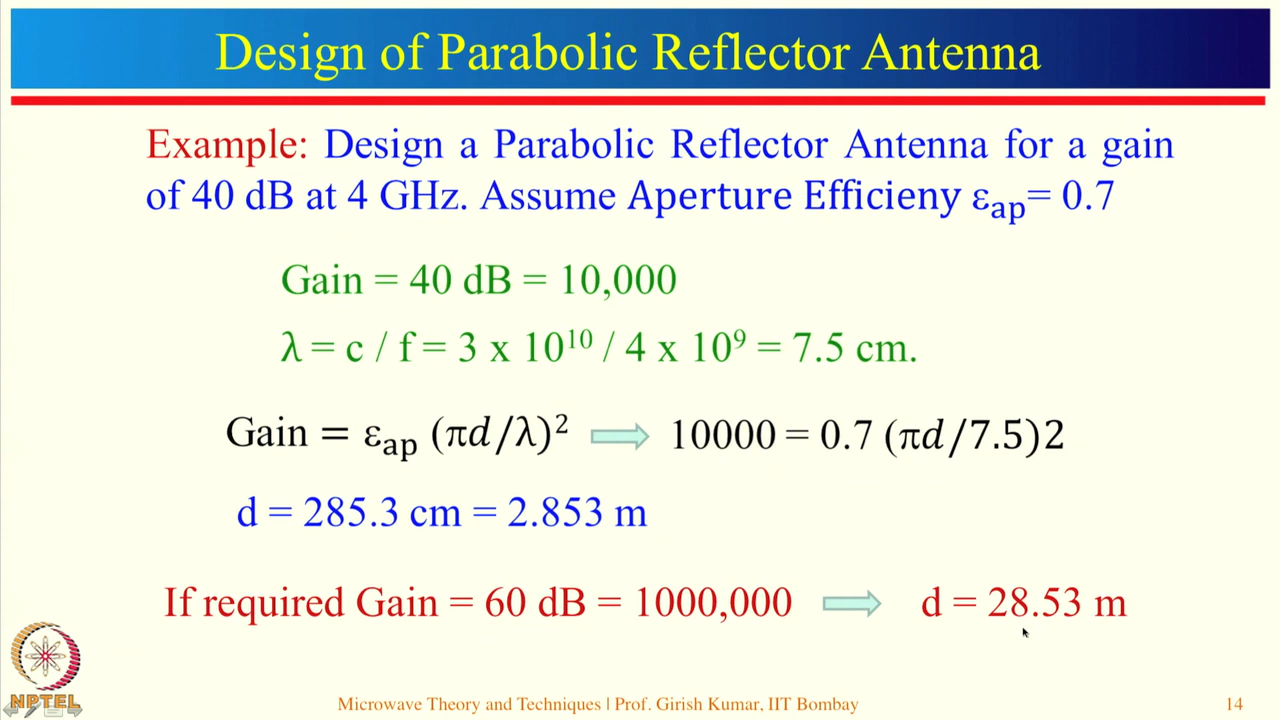 Design of Parabolic Reflector Antenna
Example: Design a Parabolic Reflector Antenna for a gain
of 40 dB at 4 GHz. Assume Aperture Efficieny εap= 0.7
Gain = 40 dB = 10,000
λ = c / f = 3 x 10¹⁰ / 4 x 10⁹ = 7.5 cm.
Gain = εap (πd/λ)² ⇒ 10000 = 0.7 (πd/7.5)2
d = 285.3 cm = 2.853 m
If required Gain = 60 dB = 1000,000 ⇒ d = 28.53 m
NPTEL
Microwave Theory and Techniques | Prof. Girish Kumar, IIT Bombay
14